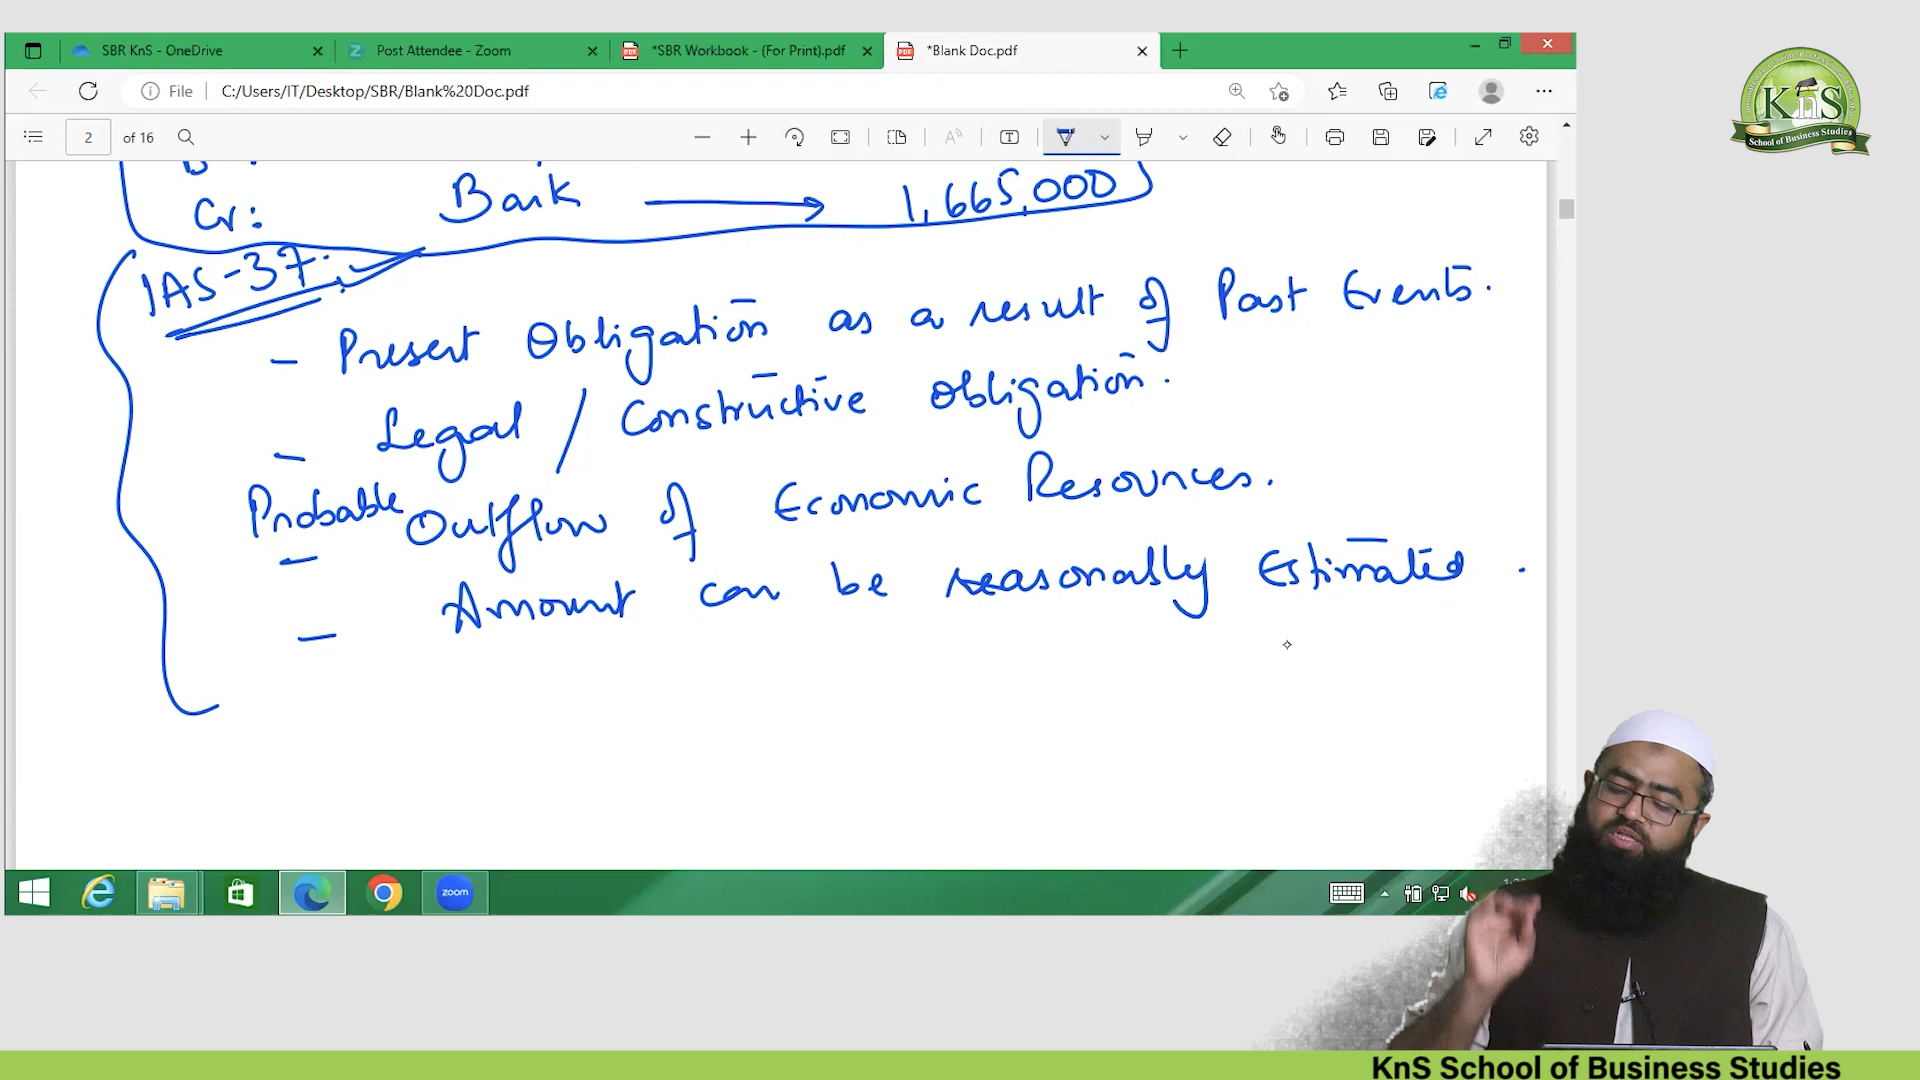 SBR KnS - OneDrive
Post Attendee - Zoom
*SBR Workbook - (For Print).pdf
*Blank Doc.pdf
File
C:/Users/IT/Desktop/SBR/Blank%20Doc.pdf
2 of 16
Cr: Bank → 1,665,000
IAS-37:
- Present Obligation as a result of Past Events.
- Legal / Constructive Obligation.
- Probable Outflow of Economic Resources.
- Amount can be reasonably Estimated.
zoom
KnS
School of Business Studies
KnS School of Business Studies